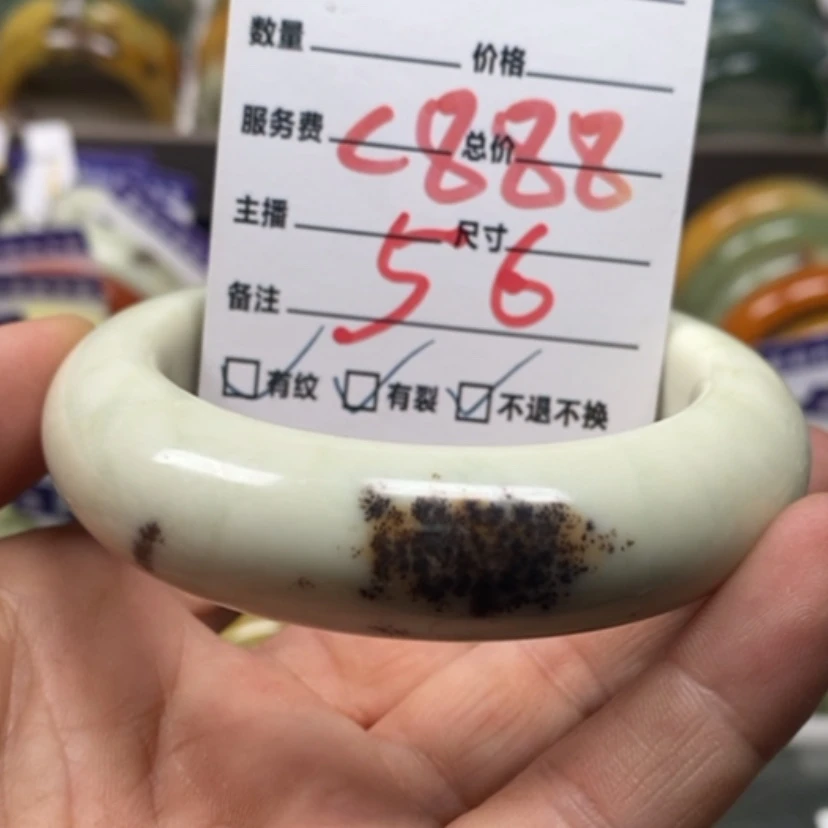 数量 价格
服务费 总价
C888
主播 尺寸
56
备注
有纹 有裂 不退不换